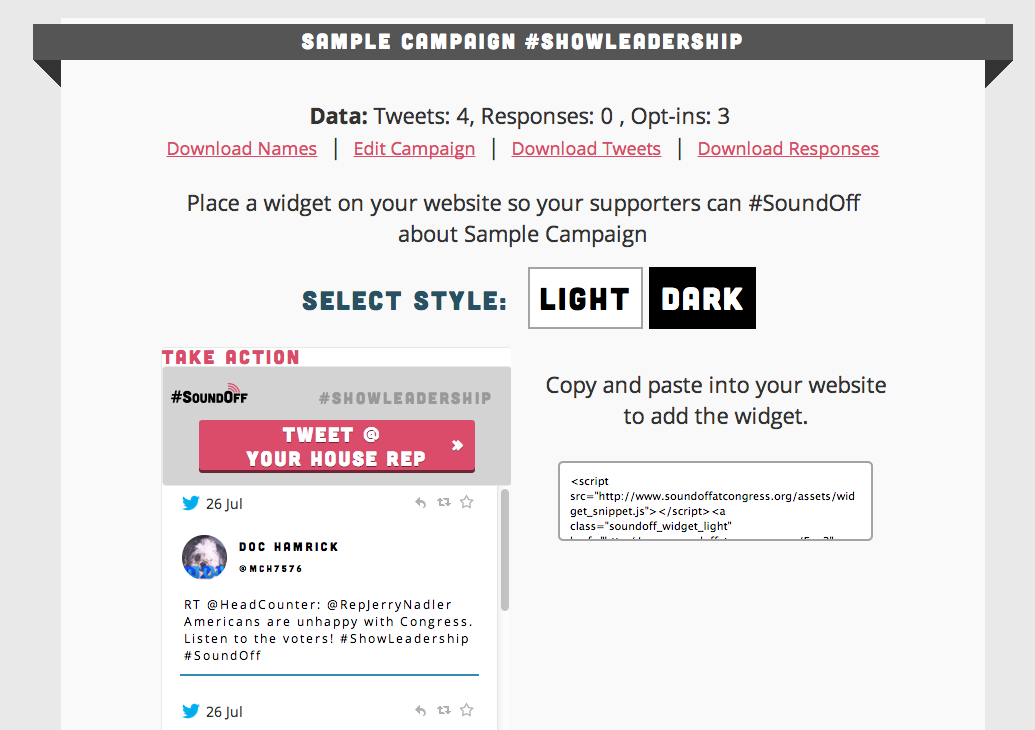 SAMPLE CAMPAIGN #SHOWLEADERSHIP
Data: Tweets: 4, Responses: 0 , Opt-ins: 3
Download Names | Edit Campaign | Download Tweets | Download Responses
Place a widget on your website so your supporters can #SoundOff
about Sample Campaign
SELECT STYLE: LIGHT DARK
TAKE ACTION
#SoundOff #SHOWLEADERSHIP
TWEET @
YOUR HOUSE REP »
26 Jul
DOC HAMRICK
@MCH7576
RT @HeadCounter: @RepJerryNadler
Americans are unhappy with Congress.
Listen to the voters! #ShowLeadership
#SoundOff
26 Jul
Copy and paste into your website
to add the widget.
<script
src="http://www.soundoffatcongress.org/assets/wid
get_snippet.js"></script><a
class="soundoff_widget_light"